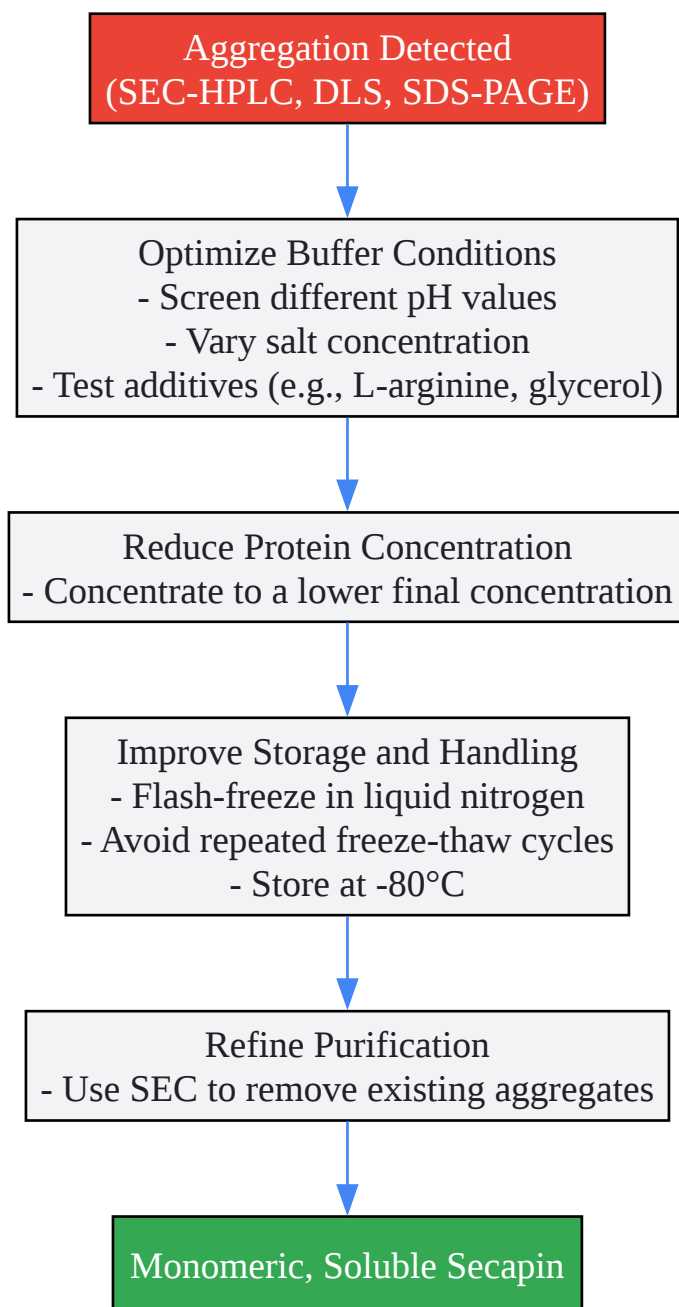 Aggregation Detected
(SEC-HPLC, DLS, SDS-PAGE)
Optimize Buffer Conditions
- Screen different pH values
- Vary salt concentration
- Test additives (e.g., L-arginine, glycerol)
Reduce Protein Concentration
- Concentrate to a lower final concentration
Improve Storage and Handling
- Flash-freeze in liquid nitrogen
- Avoid repeated freeze-thaw cycles
- Store at -80°C
Refine Purification
- Use SEC to remove existing aggregates
Monomeric, Soluble Secapin